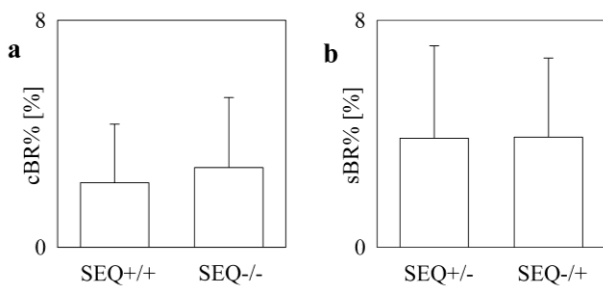 a
8
cBR% [%]
0
SEQ+/+
SEQ-/-
b
8
sBR% [%]
0
SEQ+/-
SEQ-/+